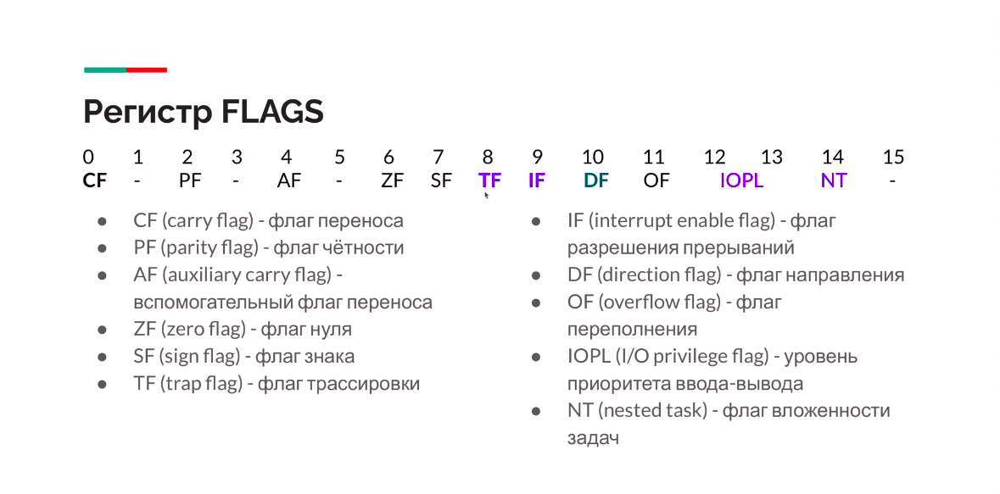 Регистр FLAGS
0 1 2 3 4 5 6 7 8 9 10 11 12 13 14 15
CF - PF - AF - ZF SF TF IF DF OF IOPL NT -
● CF (carry flag) - флаг переноса
● PF (parity flag) - флаг чётности
● AF (auxiliary carry flag) -
вспомогательный флаг переноса
● ZF (zero flag) - флаг нуля
● SF (sign flag) - флаг знака
● TF (trap flag) - флаг трассировки
● IF (interrupt enable flag) - флаг
разрешения прерываний
● DF (direction flag) - флаг направления
● OF (overflow flag) - флаг
переполнения
● IOPL (I/O privilege flag) - уровень
приоритета ввода-вывода
● NT (nested task) - флаг вложенности
задач